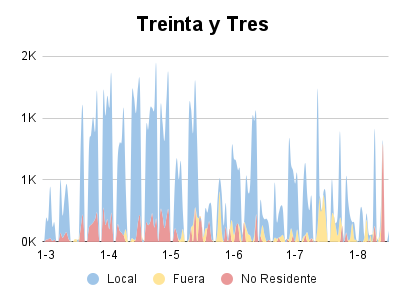 Treinta y Tres
2K
1K
1K
0K
1-3 1-4 1-5 1-6 1-7 1-8
Local Fuera No Residente